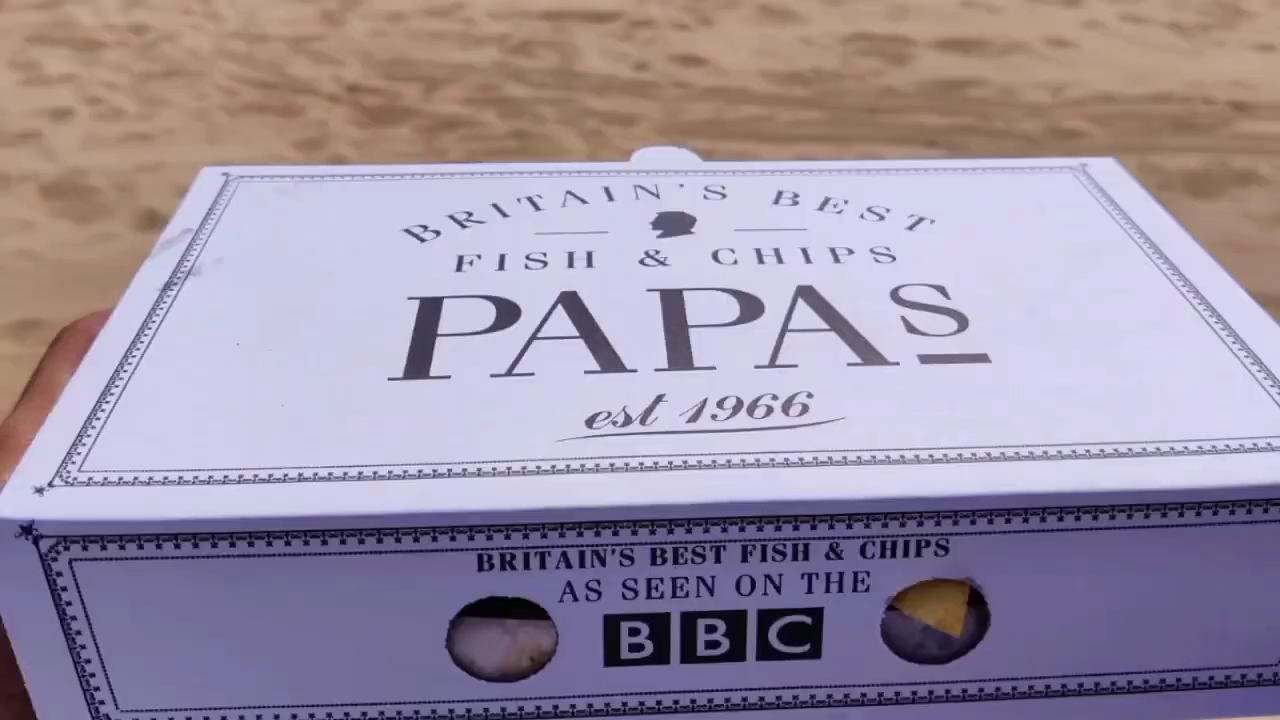 BRITAIN'S BEST
FISH & CHIPS
PAPAS
est 1966
BRITAIN'S BEST FISH & CHIPS
AS SEEN ON THE
BBC